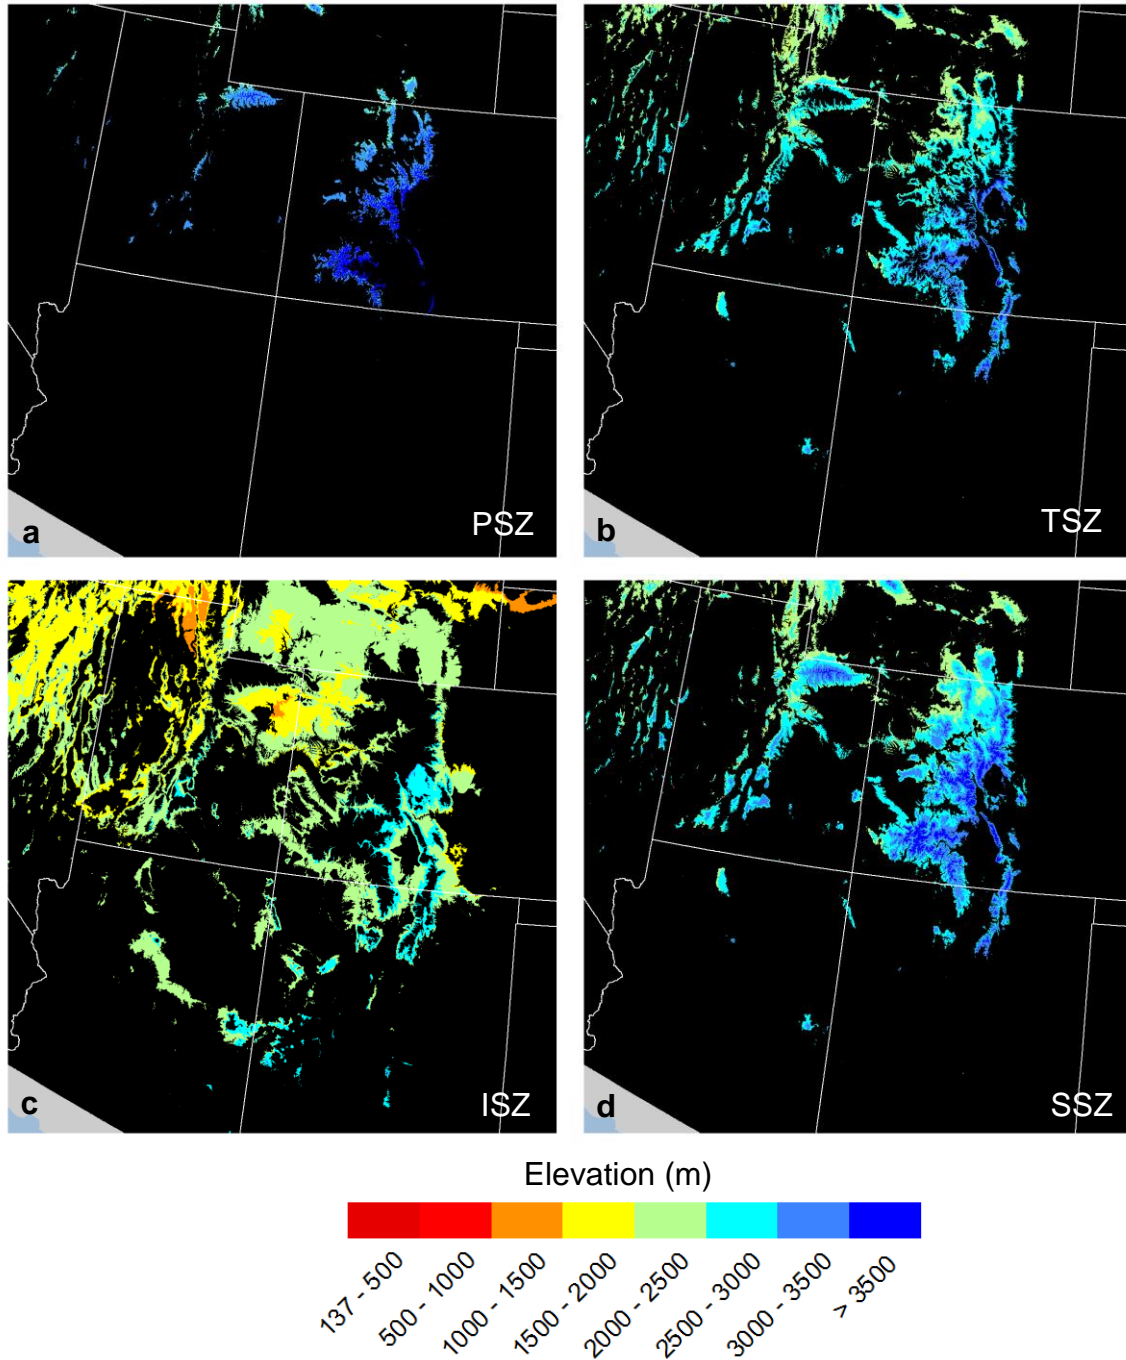 a
PSZ
b
TSZ
c
ISZ
d
SSZ
Elevation (m)
137 - 500
500 - 1000
1000 - 1500
1500 - 2000
2000 - 2500
2500 - 3000
3000 - 3500
> 3500